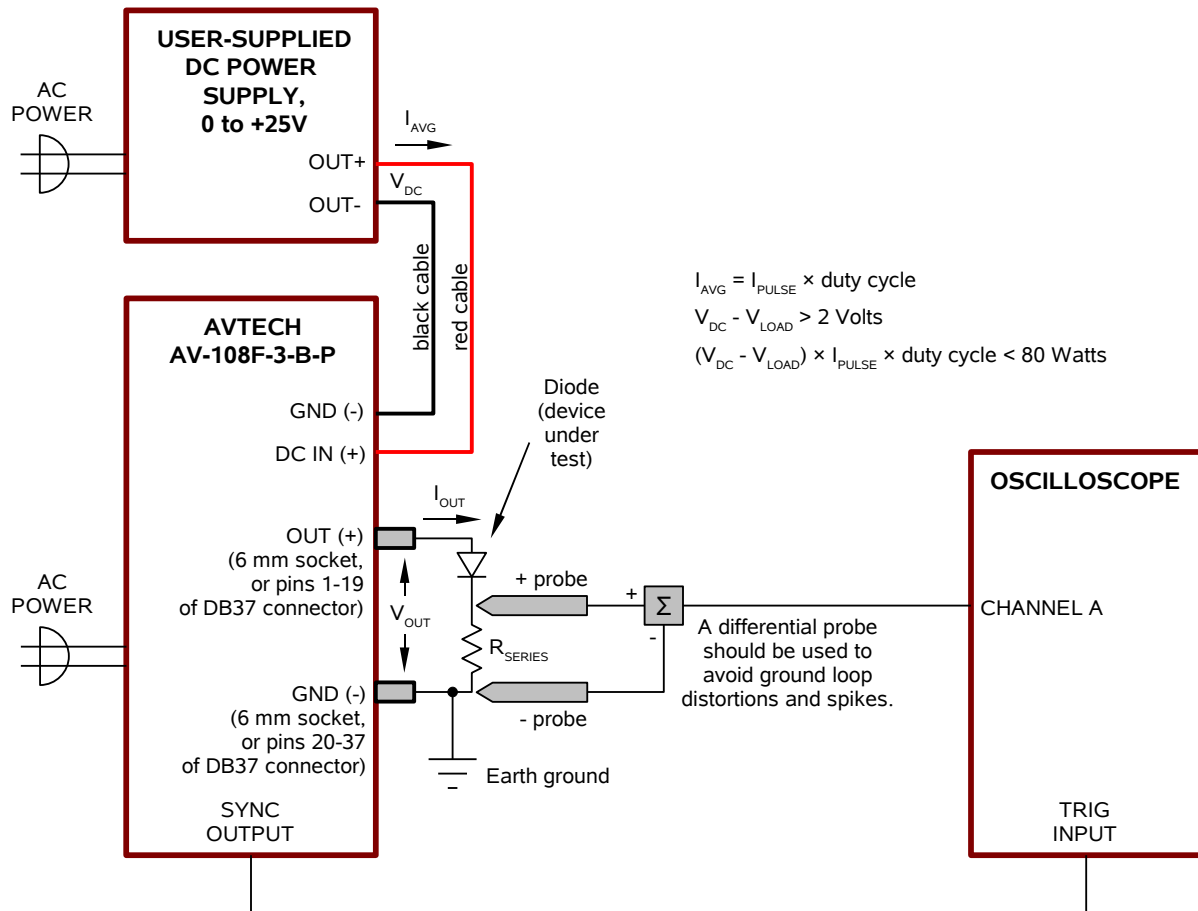 USER-SUPPLIED
DC POWER
SUPPLY,
0 to +25V
AC
POWER
OUT+
OUT-
I_AVG
V_DC
black cable
red cable
I_AVG = I_PULSE × duty cycle
V_DC - V_LOAD > 2 Volts
(V_DC - V_LOAD) × I_PULSE × duty cycle < 80 Watts
AVTECH
AV-108F-3-B-P
GND (-)
DC IN (+)
Diode
(device
under
test)
I_OUT
OUT (+)
(6 mm socket,
or pins 1-19
of DB37 connector)
AC
POWER
V_OUT
R_SERIES
+ probe
- probe
+
Σ
-
A differential probe
should be used to
avoid ground loop
distortions and spikes.
GND (-)
(6 mm socket,
or pins 20-37
of DB37 connector)
Earth ground
SYNC
OUTPUT
OSCILLOSCOPE
CHANNEL A
TRIG
INPUT